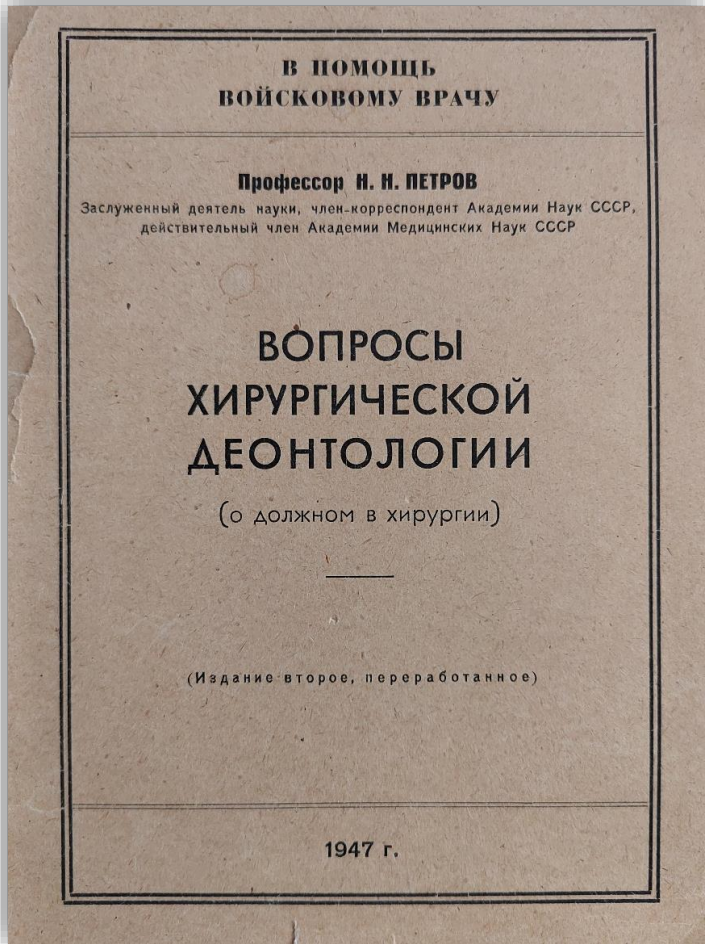 В ПОМОЩЬ
ВОЙСКОВОМУ ВРАЧУ
Профессор Н. Н. ПЕТРОВ
Заслуженный деятель науки, член-корреспондент Академии Наук СССР,
действительный член Академии Медицинских Наук СССР
ВОПРОСЫ
ХИРУРГИЧЕСКОЙ
ДЕОНТОЛОГИИ
(о должном в хирургии)
(Издание второе, переработанное)
1947 г.